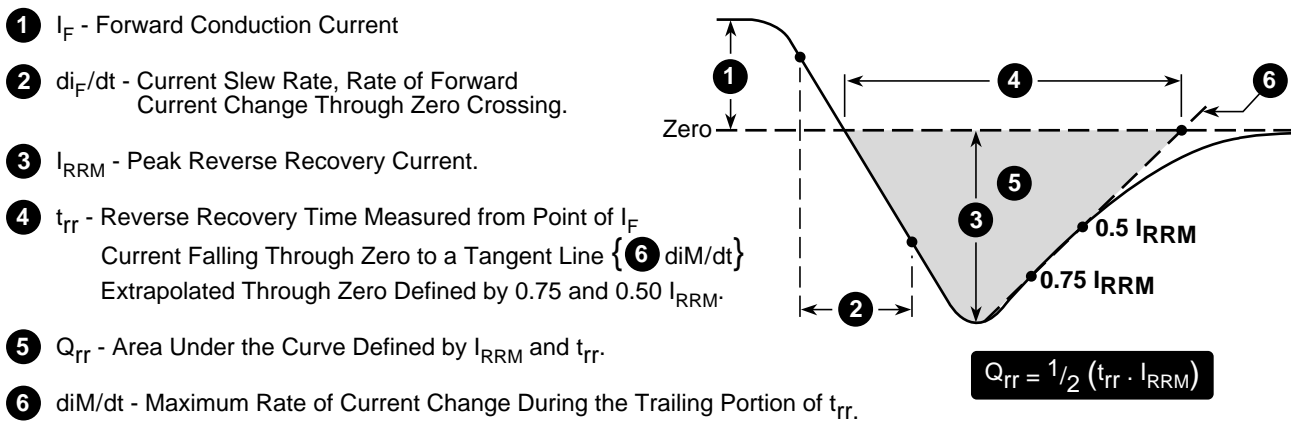 1 I_F - Forward Conduction Current
2 di_F/dt - Current Slew Rate, Rate of Forward
Current Change Through Zero Crossing.
3 I_RRM - Peak Reverse Recovery Current.
4 t_rr - Reverse Recovery Time Measured from Point of I_F
Current Falling Through Zero to a Tangent Line {6 diM/dt}
Extrapolated Through Zero Defined by 0.75 and 0.50 I_RRM.
5 Q_rr - Area Under the Curve Defined by I_RRM and t_rr.
6 diM/dt - Maximum Rate of Current Change During the Trailing Portion of t_rr.
1
4
6
Zero
5
3
0.5 I_RRM
0.75 I_RRM
2
Q_rr = 1/2 (t_rr · I_RRM)